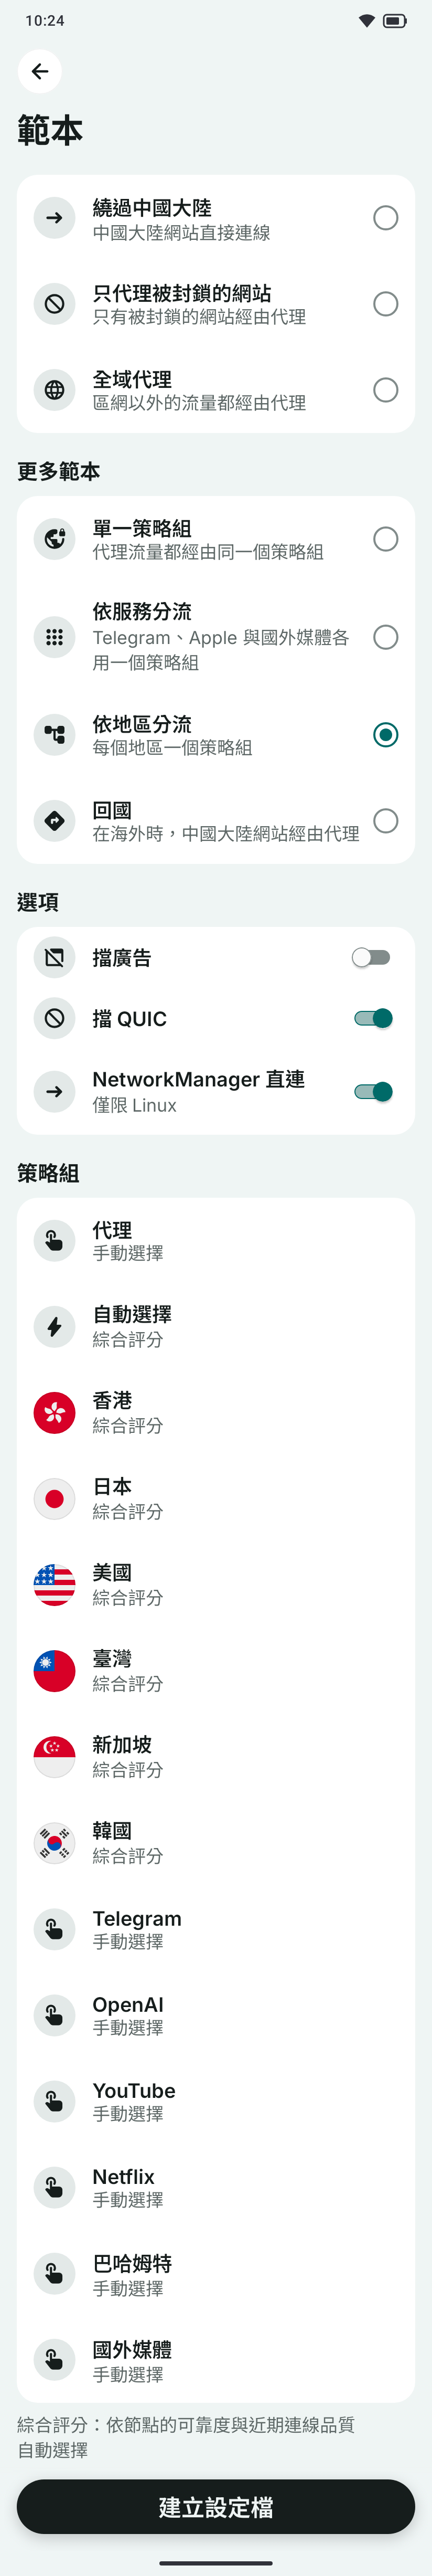 10:24
範本
繞過中國大陸
中國大陸網站直接連線
只代理被封鎖的網站
只有被封鎖的網站經由代理
全域代理
區網以外的流量都經由代理
更多範本
單一策略組
代理流量都經由同一個策略組
依服務分流
Telegram、Apple 與國外媒體各
用一個策略組
依地區分流
每個地區一個策略組
回國
在海外時，中國大陸網站經由代理
選項
擋廣告
擋 QUIC
NetworkManager 直連
僅限 Linux
策略組
代理
手動選擇
自動選擇
綜合評分
香港
綜合評分
日本
綜合評分
美國
綜合評分
臺灣
綜合評分
新加坡
綜合評分
韓國
綜合評分
Telegram
手動選擇
OpenAI
手動選擇
YouTube
手動選擇
Netflix
手動選擇
巴哈姆特
手動選擇
國外媒體
手動選擇
綜合評分：依節點的可靠度與近期連線品質
自動選擇
建立設定檔